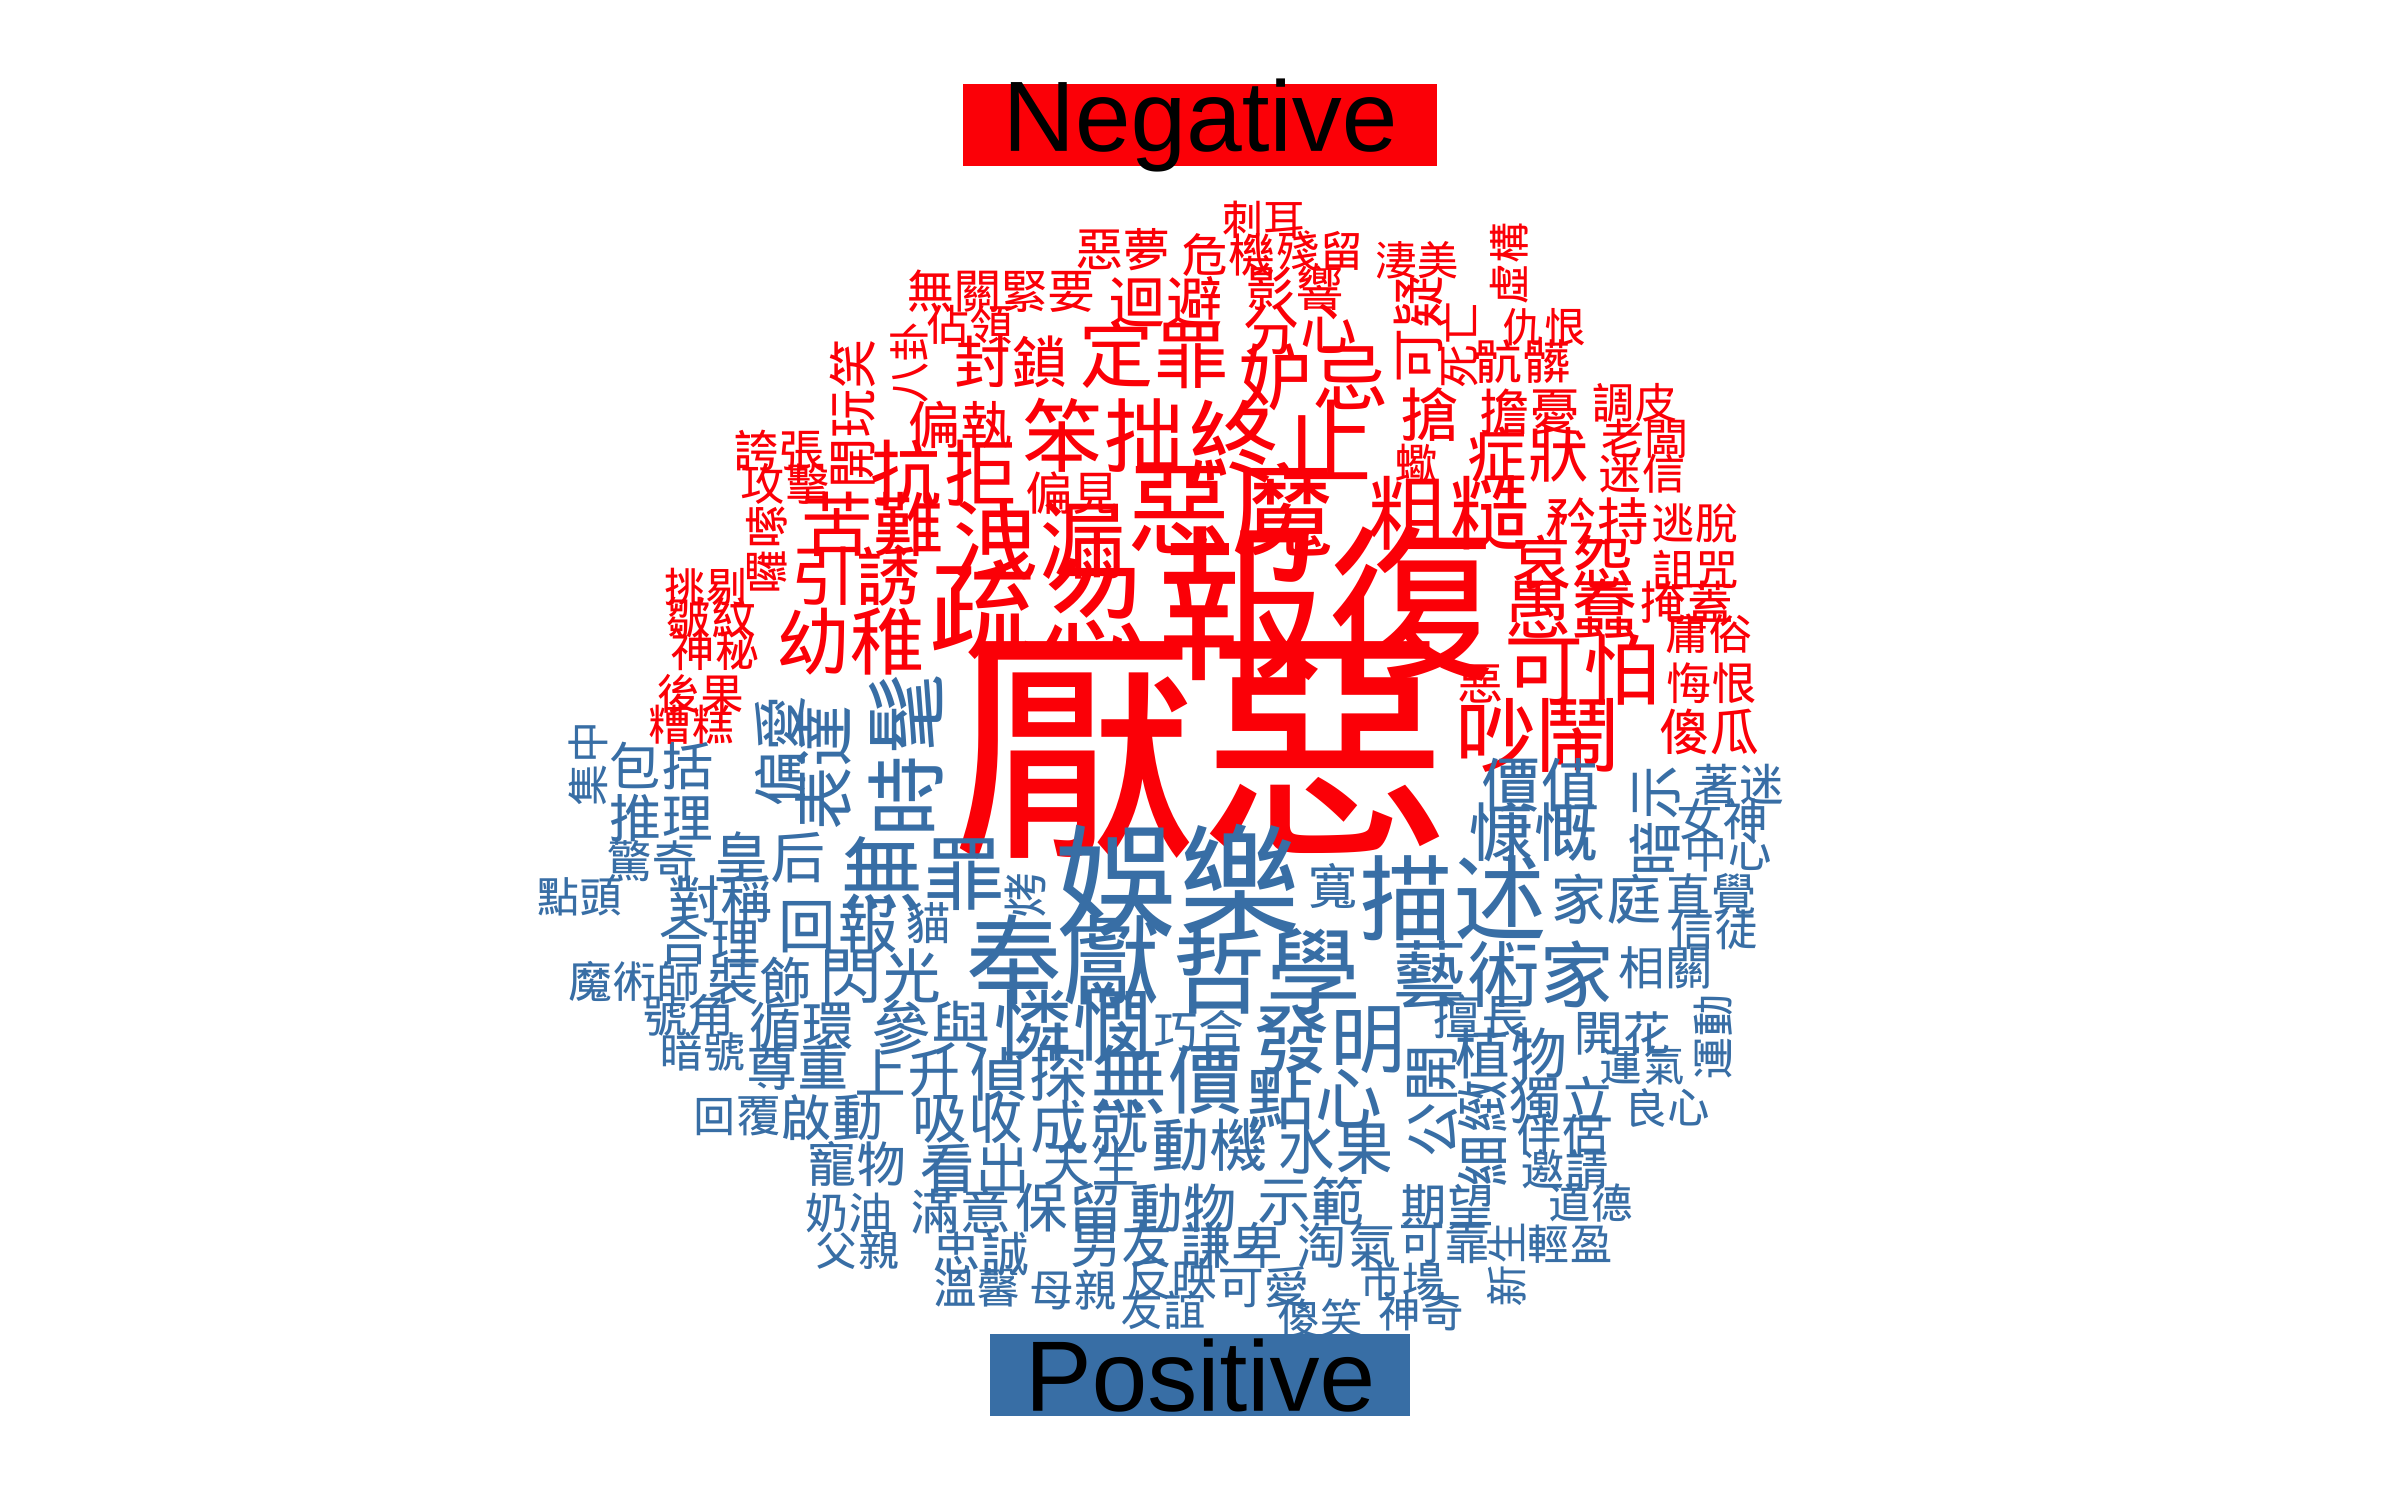 Negative
刺耳
惡夢 危機 殘留 淒美 虛構
無關緊要 迴避 影響 可疑
佔領 分心 死亡 仇恨
八卦 封鎖 定罪 妒忌 骯髒
開玩笑 偏執 笨拙 終止 搶 擔憂 調皮
誇張 抗拒 蠍 症狀 老闆
攻擊 偏見 惡魔 粗糙 迷信
囉嗦 苦難 洩漏 矜持 逃脫
引誘 疏忽 報復 哀怨 詛咒
挑剔 愚蠢 掩蓋
皺紋 幼稚 庸俗
神秘 厭惡 惡 可怕 悔恨
後果 吵鬧 傻瓜
糟糕
集中 包括 偏愛 表達 時髦 價值 暗示 著迷
推理 慷慨 女神
驚奇 皇后 無罪 娛樂 寬 描述 中心
點頭 對稱 烤 家庭 直覺
合理 回報 貓 奉獻 哲學 藝術家 信徒
魔術師 裝飾 閃光 相關
號角 循環 參與 憐憫 巧合 發明 擅長 開花 運動
暗號 尊重 上升 偵探 無價 點心 公開 植物 運氣
回覆 啟動 吸收 成就 動機 水果 細緻 獨立 良心
寵物 看出 天生 伴侶 邀請
奶油 滿意 保留 動物 示範 期望 道德
父親 忠誠 男友 謙卑 淘氣 可靠 新生 輕盈
溫馨 母親 反映 可愛 市場
友誼 傻笑 神奇
Positive